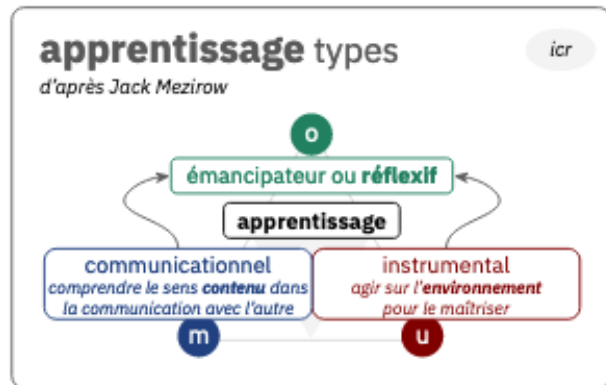 apprentissage types
icr
d'après Jack Mezirow
o
émancipateur ou réflexif
apprentissage
communicationnel
comprendre le sens contenu dans
la communication avec l'autre
instrumental
agir sur l'environnement
pour le maîtriser
m
u